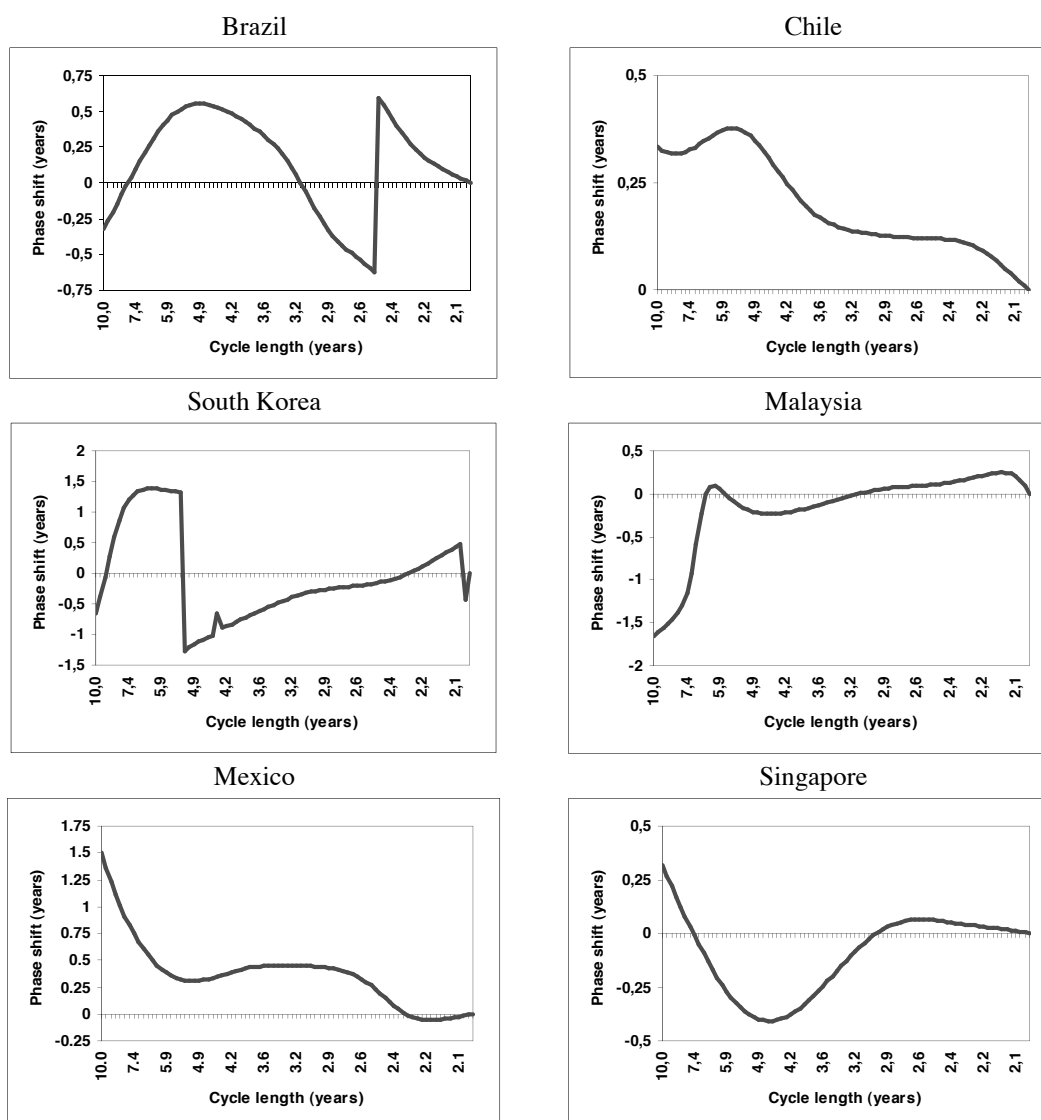 Brazil
0,75
0,5
0,25
0
-0,25
-0,5
-0,75
Phase shift (years)
10,0 7,4 5,9 4,9 4,2 3,6 3,2 2,9 2,6 2,4 2,2 2,1
Cycle length (years)
Chile
0,5
0,25
0
Phase shift (years)
10,0 7,4 5,9 4,9 4,2 3,6 3,2 2,9 2,6 2,4 2,2 2,1
Cycle length (years)
South Korea
2
1,5
1
0,5
0
-0,5
-1
-1,5
Phase shift (years)
10,0 7,4 5,9 4,9 4,2 3,6 3,2 2,9 2,6 2,4 2,2 2,1
Cycle length (years)
Malaysia
0,5
0
-0,5
-1
-1,5
-2
Phase shift (years)
10,0 7,4 5,9 4,9 4,2 3,6 3,2 2,9 2,6 2,4 2,2 2,1
Cycle length (years)
Mexico
1.75
1.5
1.25
1
0.75
0.5
0.25
0
-0.25
Phase shift (years)
10,0 7,4 5,9 4,9 4,2 3,6 3,2 2,9 2,6 2,4 2,2 2,1
Cycle length (years)
Singapore
0,5
0,25
0
-0,25
-0,5
Phase shift (years)
10,0 7,4 5,9 4,9 4,2 3,6 3,2 2,9 2,6 2,4 2,2 2,1
Cycle length (years)